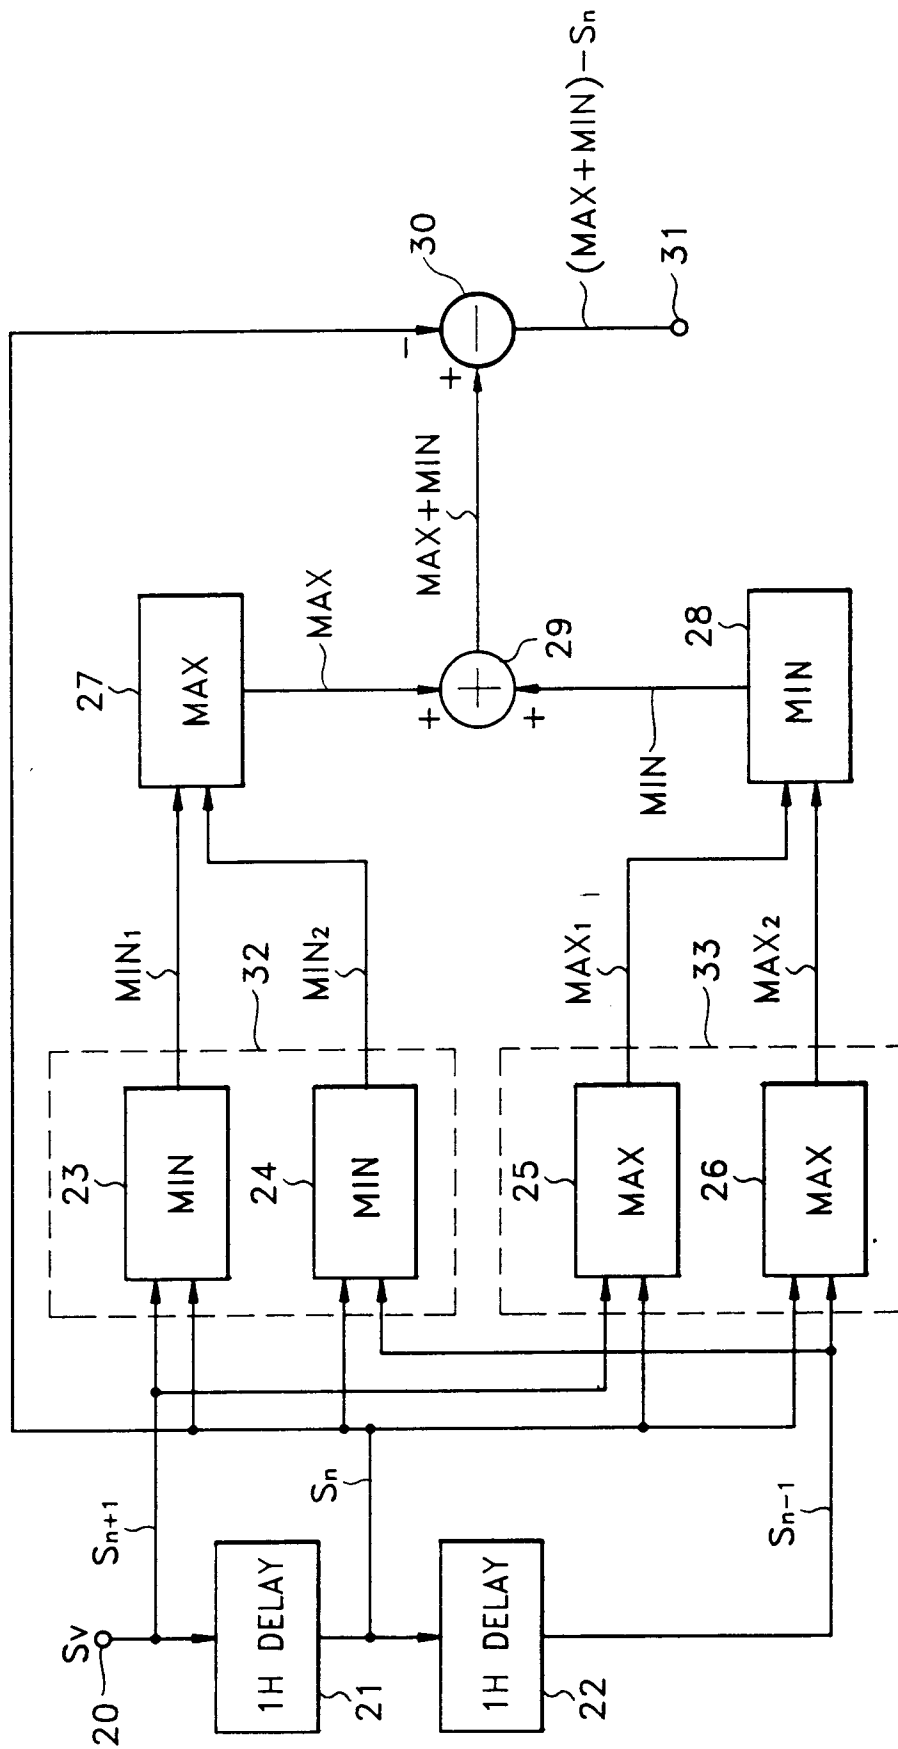 20
Sv
Sn+1
21
1H DELAY
Sn
22
1H DELAY
Sn-1
23
MIN
24
MIN
25
MAX
26
MAX
32
33
MIN1
MIN2
MAX1
MAX2
27
MAX
28
MIN
MAX
MIN
+
+
+
29
MAX+MIN
+
-
−
30
(MAX+MIN)-Sn
31